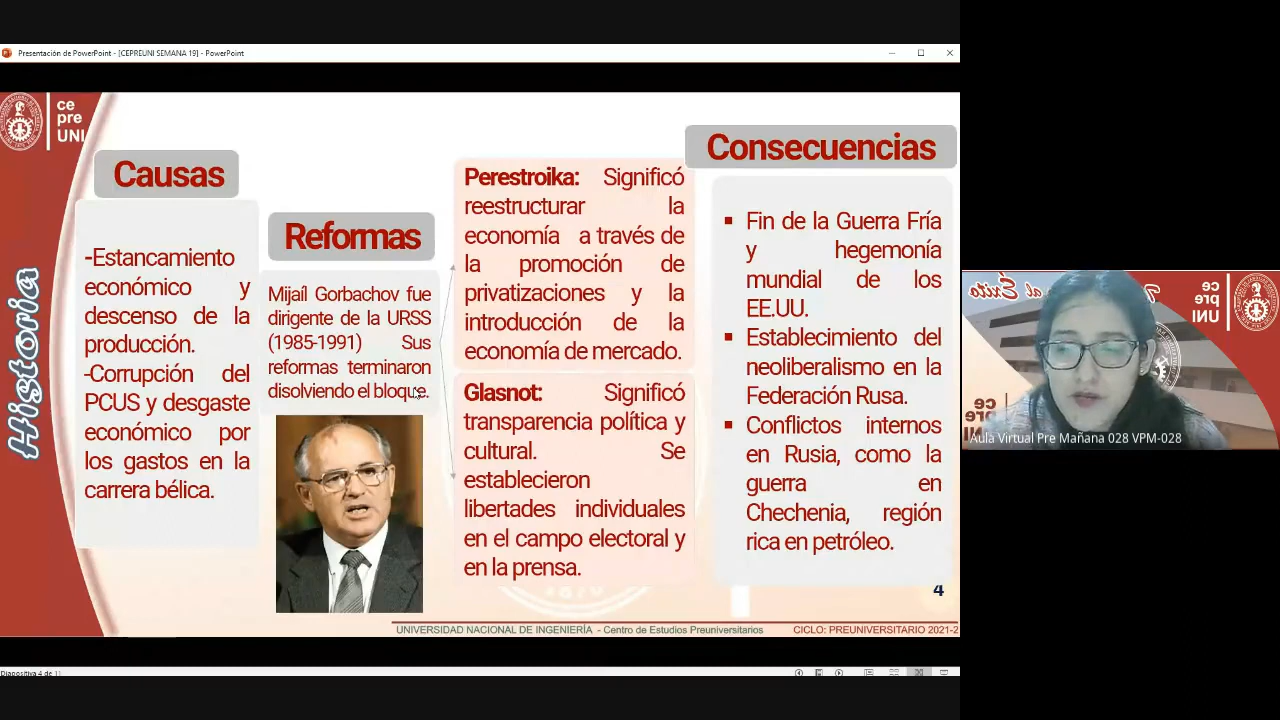 Presentación de PowerPoint - [CEPREUNI SEMANA 19] - PowerPoint
ce
pre
UNI
Historia
Causas
-Estancamiento
económico y
descenso de la
producción.
-Corrupción del
PCUS y desgaste
económico por
los gastos en la
carrera bélica.
Reformas
Mijaíl Gorbachov fue
dirigente de la URSS
(1985-1991) Sus
reformas terminaron
disolviendo el bloque.
Perestroika: Significó
reestructurar la
economía a través de
la promoción de
privatizaciones y la
introducción de la
economía de mercado.
Glasnot: Significó
transparencia política y
cultural. Se
establecieron
libertades individuales
en el campo electoral y
en la prensa.
Consecuencias
▪ Fin de la Guerra Fría
y hegemonía
mundial de los
EE.UU.
▪ Establecimiento del
neoliberalismo en la
Federación Rusa.
▪ Conflictos internos
en Rusia, como la
guerra en
Chechenia, región
rica en petróleo.
4
UNIVERSIDAD NACIONAL DE INGENIERÍA - Centro de Estudios Preuniversitarios
CICLO: PREUNIVERSITARIO 2021-2
Diapositiva 4 de 11
al Éxito
ce
pre
UNI
Aula Virtual Pre Mañana 028 VPM-028